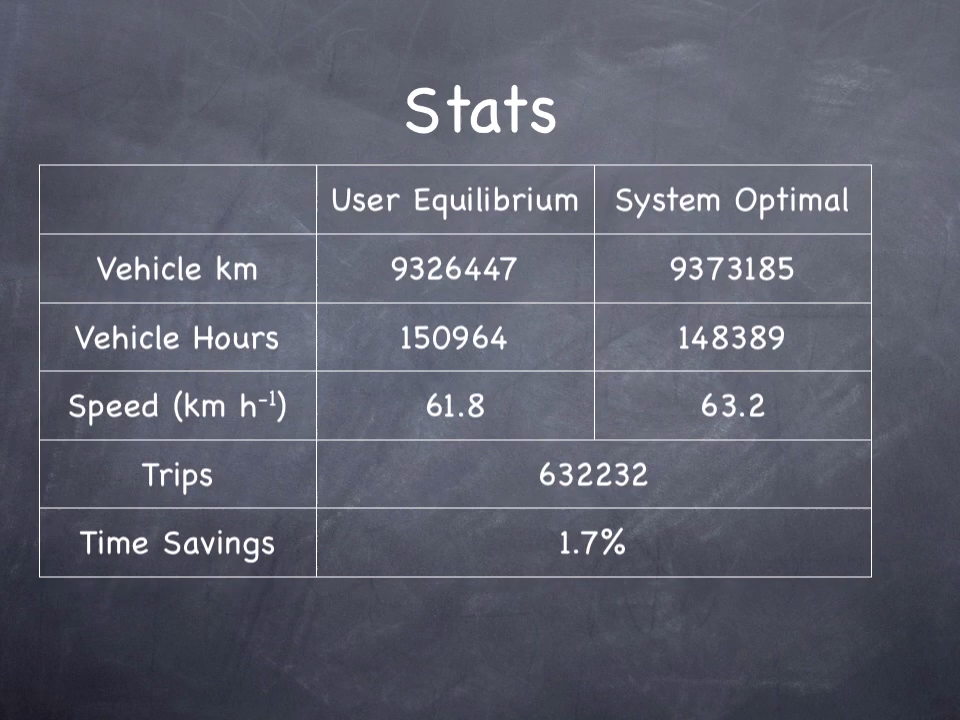 Stats
User Equilibrium System Optimal
Vehicle km 9326447 9373185
Vehicle Hours 150964 148389
Speed (km h⁻¹) 61.8 63.2
Trips 632232
Time Savings 1.7%